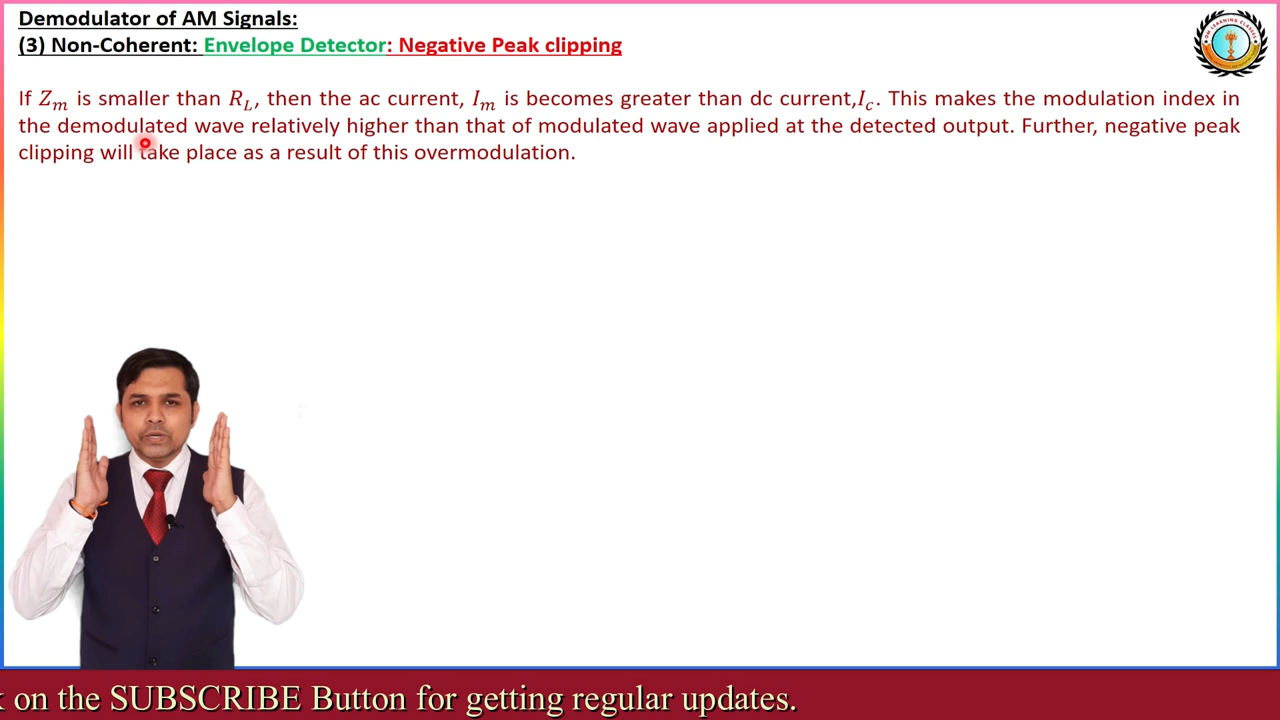 Demodulator of AM Signals:
(3) Non-Coherent: Envelope Detector: Negative Peak clipping
If Zₘ is smaller than R_L, then the ac current, Iₘ is becomes greater than dc current,I_c. This makes the modulation index in
the demodulated wave relatively higher than that of modulated wave applied at the detected output. Further, negative peak
clipping will take place as a result of this overmodulation.
on the SUBSCRIBE Button for getting regular updates.